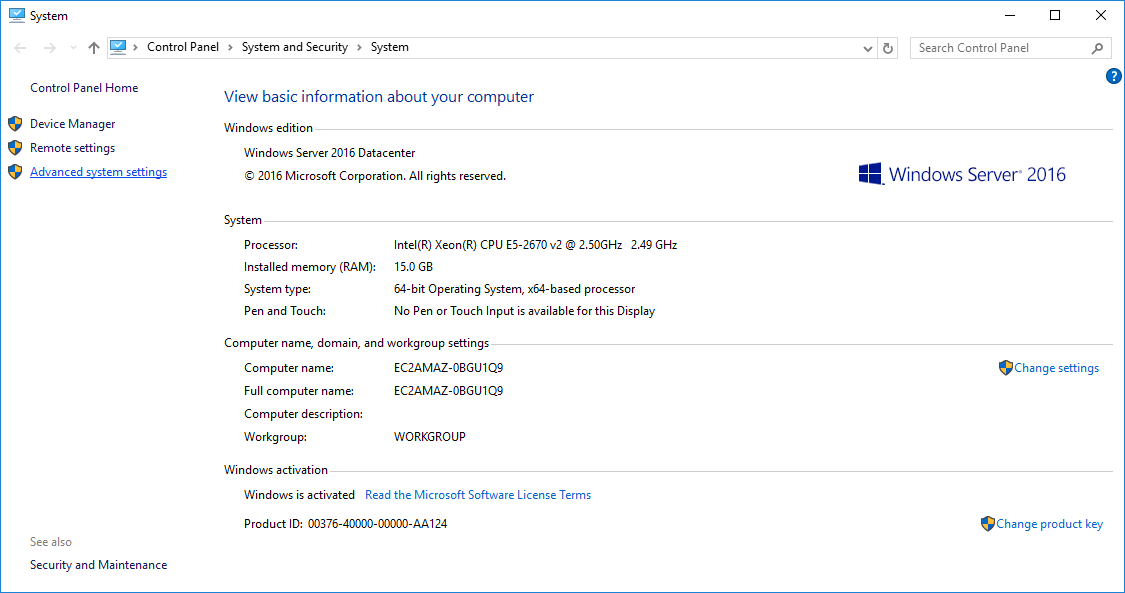 System
Control Panel > System and Security > System
Search Control Panel
?
Control Panel Home
Device Manager
Remote settings
Advanced system settings
See also
Security and Maintenance
View basic information about your computer
Windows edition
Windows Server 2016 Datacenter
© 2016 Microsoft Corporation. All rights reserved.
Windows Server® 2016
System
Processor: Intel(R) Xeon(R) CPU E5-2670 v2 @ 2.50GHz 2.49 GHz
Installed memory (RAM): 15.0 GB
System type: 64-bit Operating System, x64-based processor
Pen and Touch: No Pen or Touch Input is available for this Display
Computer name, domain, and workgroup settings
Computer name: EC2AMAZ-0BGU1Q9 Change settings
Full computer name: EC2AMAZ-0BGU1Q9
Computer description:
Workgroup: WORKGROUP
Windows activation
Windows is activated Read the Microsoft Software License Terms
Product ID: 00376-40000-00000-AA124 Change product key